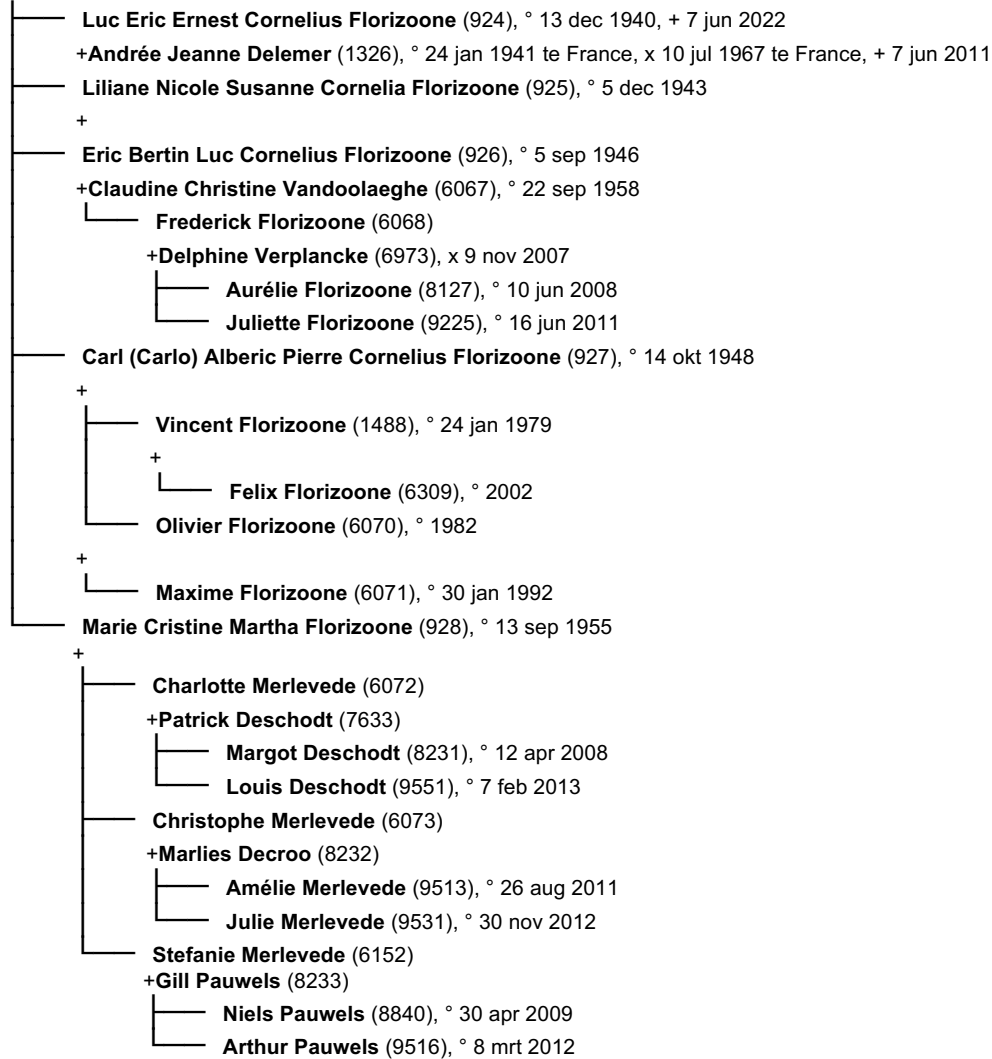 Luc Eric Ernest Cornelius Florizoone (924), ° 13 dec 1940, + 7 jun 2022
+Andrée Jeanne Delemer (1326), ° 24 jan 1941 te France, x 10 jul 1967 te France, + 7 jun 2011
Liliane Nicole Susanne Cornelia Florizoone (925), ° 5 dec 1943
+
Eric Bertin Luc Cornelius Florizoone (926), ° 5 sep 1946
+Claudine Christine Vandoolaeghe (6067), ° 22 sep 1958
Frederick Florizoone (6068)
+Delphine Verplancke (6973), x 9 nov 2007
Aurélie Florizoone (8127), ° 10 jun 2008
Juliette Florizoone (9225), ° 16 jun 2011
Carl (Carlo) Alberic Pierre Cornelius Florizoone (927), ° 14 okt 1948
+
Vincent Florizoone (1488), ° 24 jan 1979
+
Felix Florizoone (6309), ° 2002
Olivier Florizoone (6070), ° 1982
+
Maxime Florizoone (6071), ° 30 jan 1992
Marie Cristine Martha Florizoone (928), ° 13 sep 1955
+
Charlotte Merlevede (6072)
+Patrick Deschodt (7633)
Margot Deschodt (8231), ° 12 apr 2008
Louis Deschodt (9551), ° 7 feb 2013
Christophe Merlevede (6073)
+Marlies Decroo (8232)
Amélie Merlevede (9513), ° 26 aug 2011
Julie Merlevede (9531), ° 30 nov 2012
Stefanie Merlevede (6152)
+Gill Pauwels (8233)
Niels Pauwels (8840), ° 30 apr 2009
Arthur Pauwels (9516), ° 8 mrt 2012